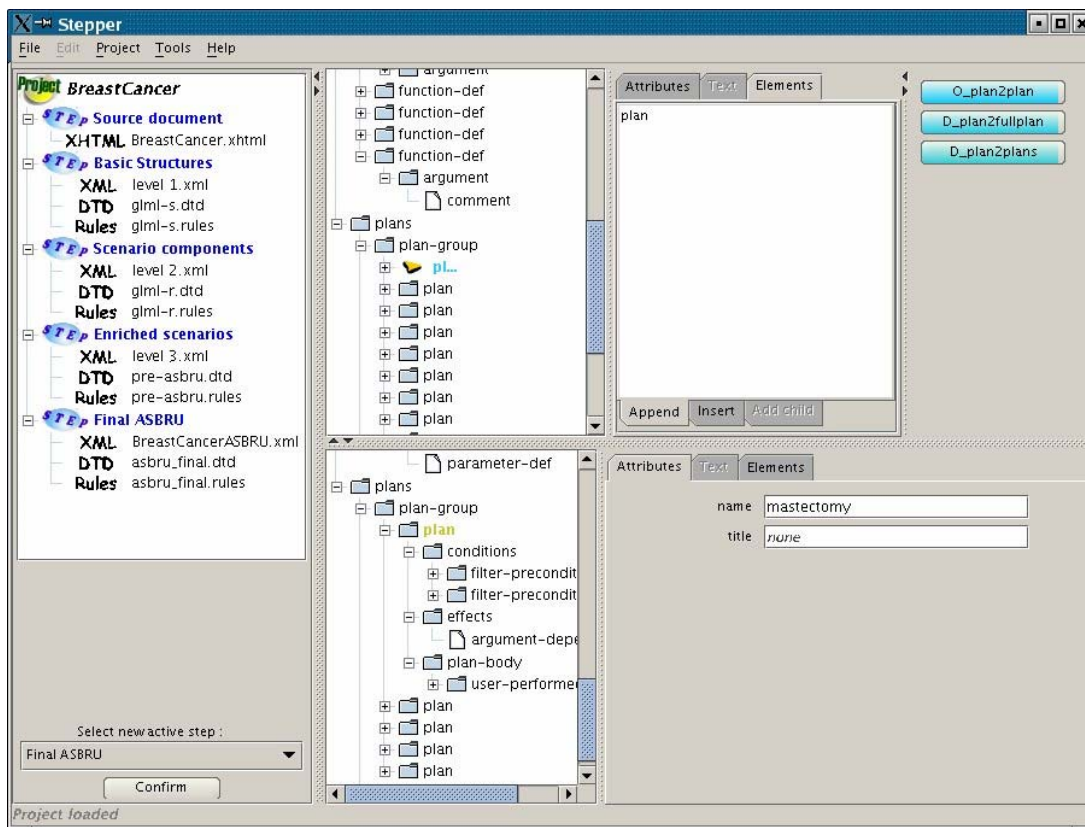 Stepper
File Edit Project Tools Help
Project BreastCancer
STEP Source document
XHTML BreastCancer.xhtml
STEP Basic Structures
XML level 1.xml
DTD glml-s.dtd
Rules glml-s.rules
STEP Scenario components
XML level 2.xml
DTD glml-r.dtd
Rules glml-r.rules
STEP Enriched scenarios
XML level 3.xml
DTD pre-asbru.dtd
Rules pre-asbru.rules
STEP Final ASBRU
XML BreastCancerASBRU.xml
DTD asbru_final.dtd
Rules asbru_final.rules
Select new active step :
Final ASBRU
Confirm
argument
function-def
function-def
function-def
function-def
argument
comment
plans
plan-group
pl...
plan
plan
plan
plan
plan
plan
plan
Attributes Text Elements
plan
Append Insert Add child
O_plan2plan
D_plan2fullplan
D_plan2plans
parameter-def
plans
plan-group
plan
conditions
filter-precondit
filter-precondit
effects
argument-depe
plan-body
user-performe
plan
plan
plan
plan
Attributes Text Elements
name mastectomy
title none
Project loaded